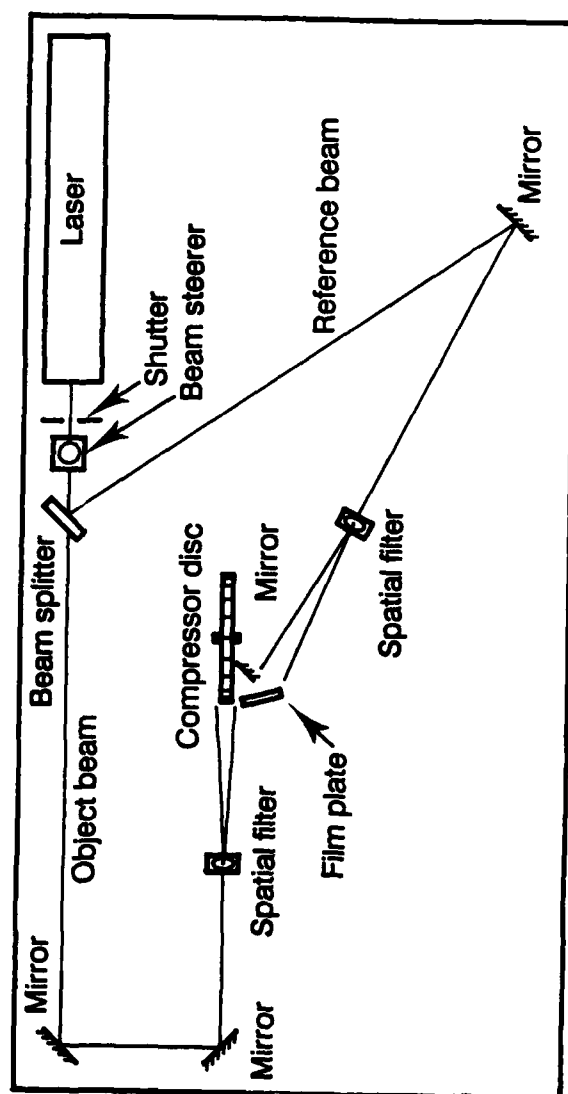 Laser
Shutter
Beam steerer
Beam splitter
Object beam
Mirror
Mirror
Spatial filter
Compressor disc
Mirror
Film plate
Spatial filter
Reference beam
Mirror